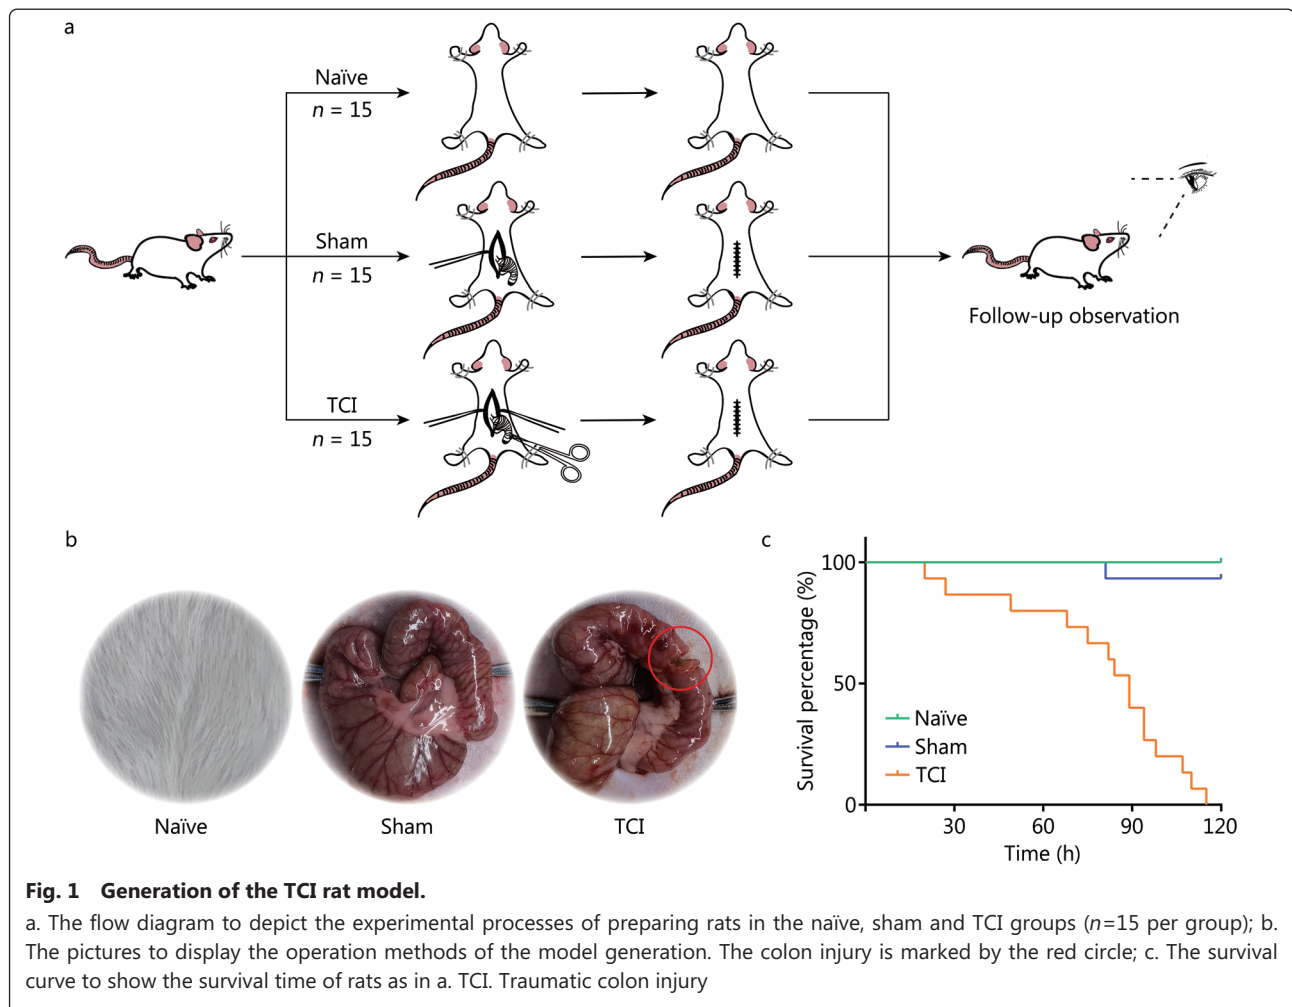 a
Naïve
n = 15
Sham
n = 15
TCI
n = 15
Follow-up observation
b
Naïve
Sham
TCI
c
Survival percentage (%)
100
50
0
Naïve
Sham
TCI
30 60 90 120
Time (h)
Fig. 1 Generation of the TCI rat model.
a. The flow diagram to depict the experimental processes of preparing rats in the naïve, sham and TCI groups (n=15 per group); b.
The pictures to display the operation methods of the model generation. The colon injury is marked by the red circle; c. The survival
curve to show the survival time of rats as in a. TCI. Traumatic colon injury